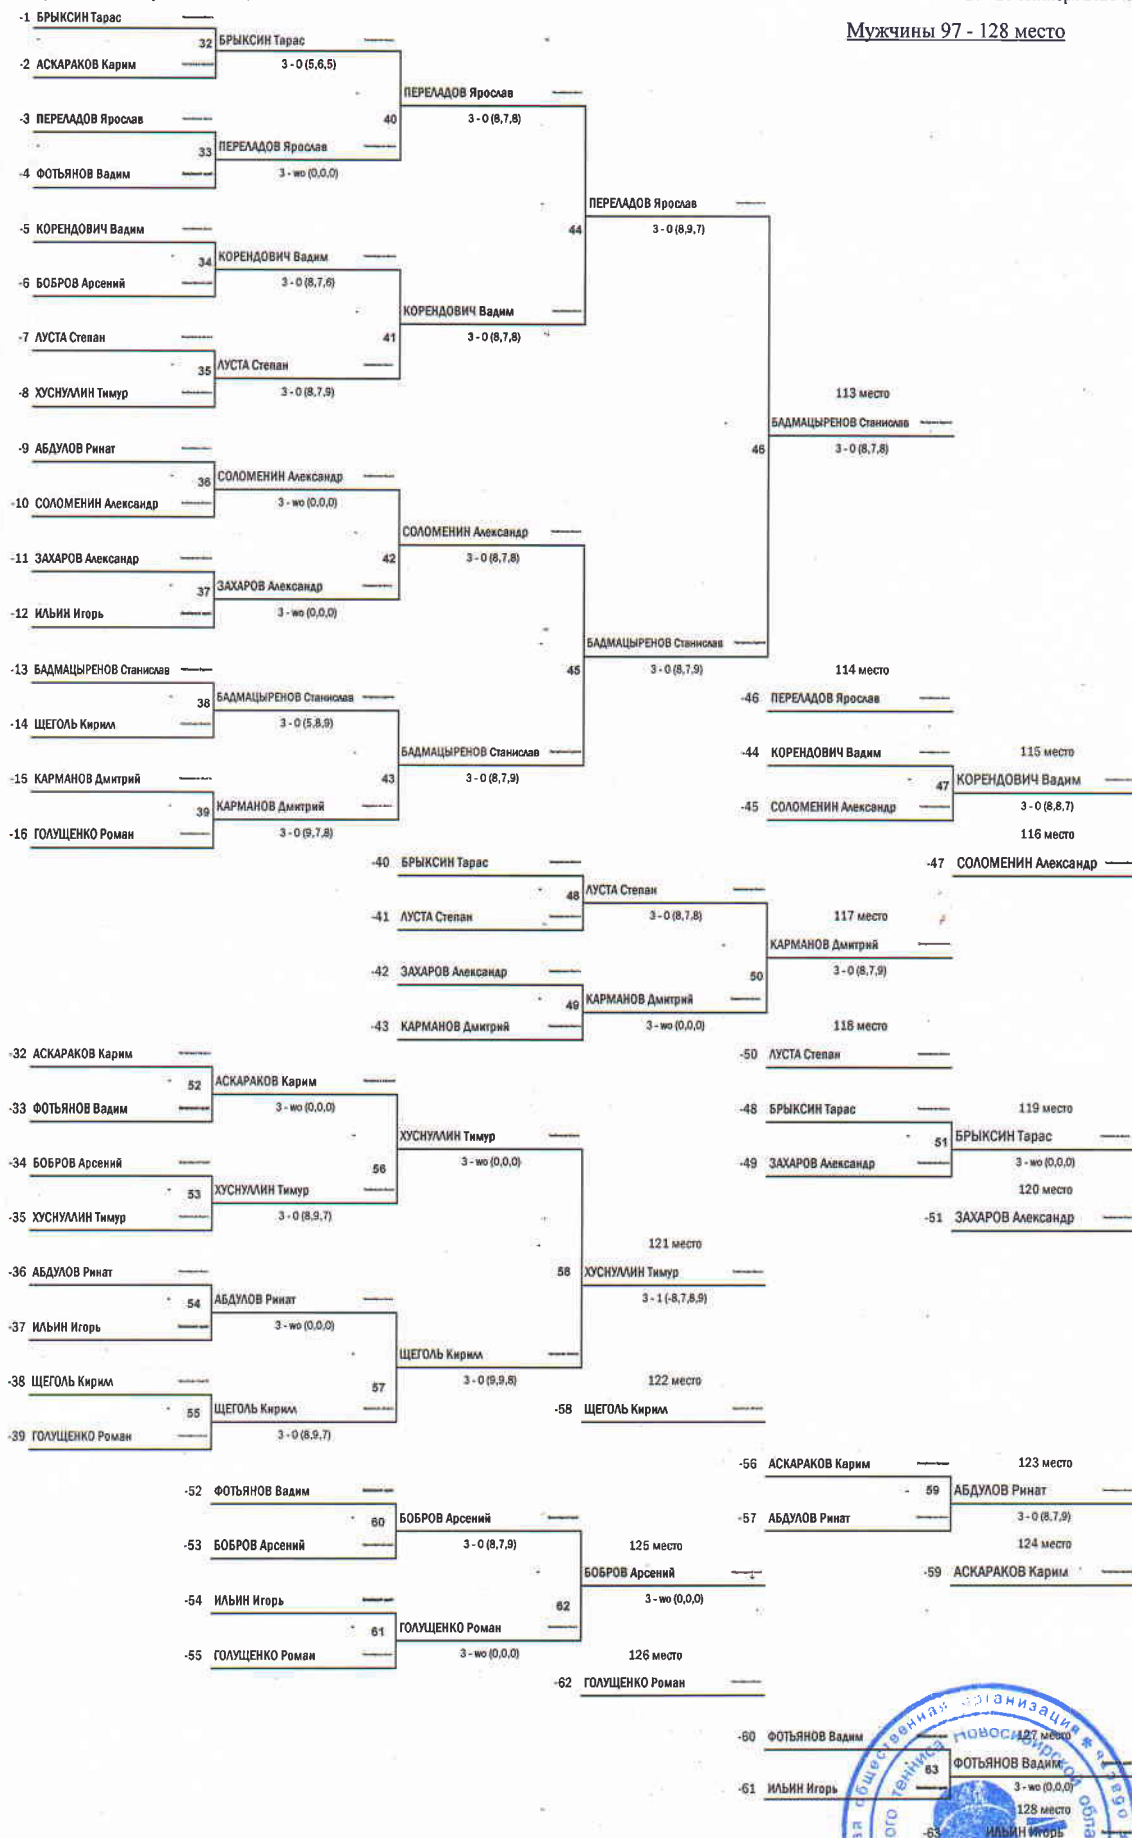 Мужчины 97 - 128 место
-1 БРЫКСИН Тарас
32 БРЫКСИН Тарас
-2 АСКАРАКОВ Карим
3 - 0 (5,6,5)
ПЕРЕЛАДОВ Ярослав
-3 ПЕРЕЛАДОВ Ярослав
40
3 - 0 (8,7,8)
33 ПЕРЕЛАДОВ Ярослав
-4 ФОТЬЯНОВ Вадим
3 - wo (0,0,0)
ПЕРЕЛАДОВ Ярослав
-5 КОРЕНДОВИЧ Вадим
44
3 - 0 (8,9,7)
34 КОРЕНДОВИЧ Вадим
-6 БОБРОВ Арсений
3 - 0 (8,7,6)
КОРЕНДОВИЧ Вадим
-7 ЛУСТА Степан
41
3 - 0 (8,7,8)
35 ЛУСТА Степан
-8 ХУСНУЛЛИН Тимур
3 - 0 (8,7,9)
113 место
БАДМАЦЫРЕНОВ Станислав
-9 АБДУЛОВ Ринат
46
3 - 0 (8,7,8)
36 СОЛОМЕНИН Александр
-10 СОЛОМЕНИН Александр
3 - wo (0,0,0)
СОЛОМЕНИН Александр
-11 ЗАХАРОВ Александр
42
3 - 0 (8,7,8)
37 ЗАХАРОВ Александр
-12 ИЛЬИН Игорь
3 - wo (0,0,0)
БАДМАЦЫРЕНОВ Станислав
-13 БАДМАЦЫРЕНОВ Станислав
45
3 - 0 (8,7,9)
114 место
38 БАДМАЦЫРЕНОВ Станислав
-46 ПЕРЕЛАДОВ Ярослав
-14 ЩЕГОЛЬ Кирилл
3 - 0 (5,8,9)
БАДМАЦЫРЕНОВ Станислав
-44 КОРЕНДОВИЧ Вадим
115 место
-15 КАРМАНОВ Дмитрий
43
3 - 0 (8,7,9)
47 КОРЕНДОВИЧ Вадим
39 КАРМАНОВ Дмитрий
-45 СОЛОМЕНИН Александр
3 - 0 (8,8,7)
-16 ГОЛУЩЕНКО Роман
3 - 0 (9,7,8)
116 место
-40 БРЫКСИН Тарас
-47 СОЛОМЕНИН Александр
48 ЛУСТА Степан
-41 ЛУСТА Степан
3 - 0 (8,7,8)
117 место
КАРМАНОВ Дмитрий
-42 ЗАХАРОВ Александр
50
3 - 0 (8,7,9)
49 КАРМАНОВ Дмитрий
-43 КАРМАНОВ Дмитрий
3 - wo (0,0,0)
118 место
-32 АСКАРАКОВ Карим
-50 ЛУСТА Степан
52 АСКАРАКОВ Карим
-33 ФОТЬЯНОВ Вадим
3 - wo (0,0,0)
-48 БРЫКСИН Тарас
119 место
ХУСНУЛЛИН Тимур
51 БРЫКСИН Тарас
-34 БОБРОВ Арсений
56
3 - wo (0,0,0)
-49 ЗАХАРОВ Александр
3 - wo (0,0,0)
53 ХУСНУЛЛИН Тимур
120 место
-35 ХУСНУЛЛИН Тимур
3 - 0 (8,9,7)
-51 ЗАХАРОВ Александр
121 место
-36 АБДУЛОВ Ринат
58 ХУСНУЛЛИН Тимур
54 АБДУЛОВ Ринат
3 - 1 (-8,7,8,9)
-37 ИЛЬИН Игорь
3 - wo (0,0,0)
ЩЕГОЛЬ Кирилл
-38 ЩЕГОЛЬ Кирилл
57
3 - 0 (9,9,8)
122 место
55 ЩЕГОЛЬ Кирилл
-58 ЩЕГОЛЬ Кирилл
-39 ГОЛУЩЕНКО Роман
3 - 0 (8,9,7)
-56 АСКАРАКОВ Карим
123 место
-52 ФОТЬЯНОВ Вадим
59 АБДУЛОВ Ринат
60 БОБРОВ Арсений
-57 АБДУЛОВ Ринат
3 - 0 (8,7,9)
-53 БОБРОВ Арсений
3 - 0 (8,7,9)
125 место
124 место
БОБРОВ Арсений
-59 АСКАРАКОВ Карим
-54 ИЛЬИН Игорь
62
3 - wo (0,0,0)
61 ГОЛУЩЕНКО Роман
-55 ГОЛУЩЕНКО Роман
3 - wo (0,0,0)
126 место
-62 ГОЛУЩЕНКО Роман
общественная организация
тенниса Новосибирской
-60 ФОТЬЯНОВ Вадим
127 место
63 ФОТЬЯНОВ Вадим
-61 ИЛЬИН Игорь
3 - wo (0,0,0)
128 место
-63 ИЛЬИН Игорь